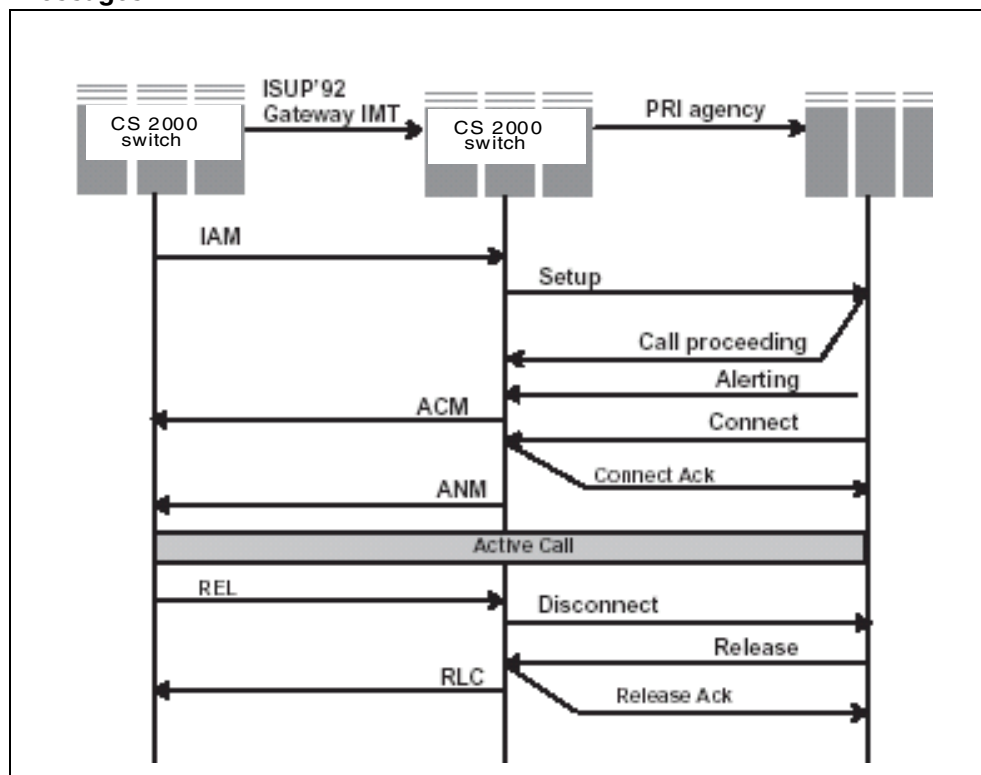 ISUP'92
Gateway IMT
PRI agency
CS 2000
switch
CS 2000
switch
IAM
Setup
Call proceeding
Alerting
ACM
Connect
Connect Ack
ANM
Active Call
REL
Disconnect
Release
RLC
Release Ack